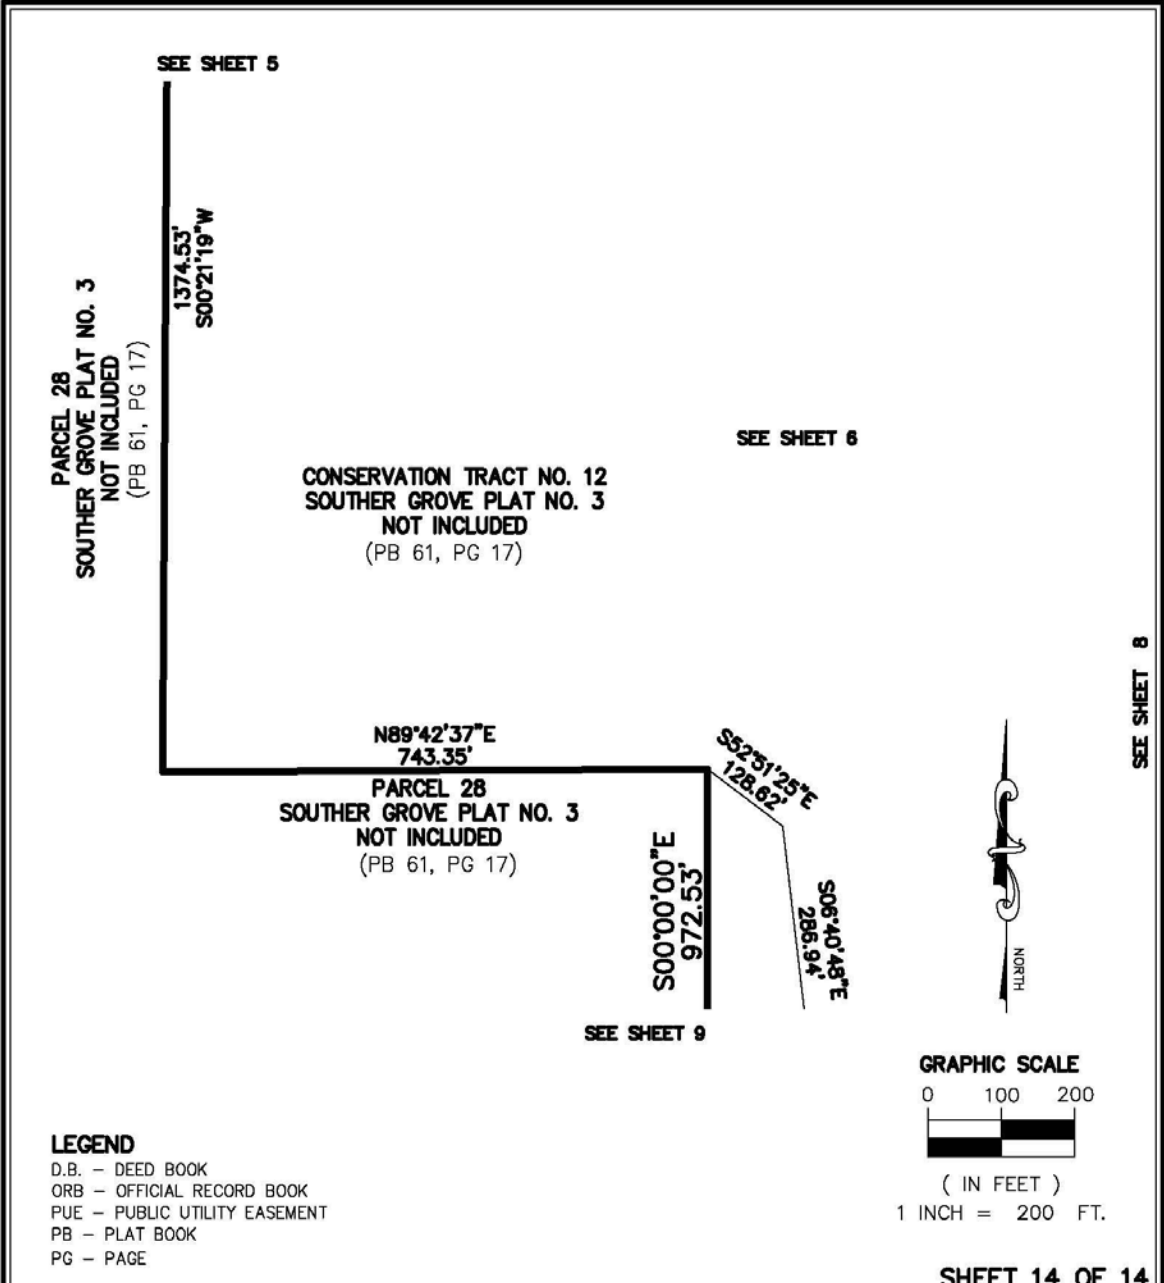 SEE SHEET 5
1374.53'
S00°21'19"W
PARCEL 28
SOUTHER GROVE PLAT NO. 3
NOT INCLUDED
(PB 61, PG 17)
SEE SHEET 6
CONSERVATION TRACT NO. 12
SOUTHER GROVE PLAT NO. 3
NOT INCLUDED
(PB 61, PG 17)
SEE SHEET 8
N89°42'37"E
743.35'
PARCEL 28
SOUTHER GROVE PLAT NO. 3
NOT INCLUDED
(PB 61, PG 17)
S52°51'25"E
128.62'
S00°00'00"E
972.53'
S06°40'48"E
286.94'
NORTH
SEE SHEET 9
GRAPHIC SCALE
0 100 200
( IN FEET )
1 INCH = 200 FT.
LEGEND
D.B. - DEED BOOK
ORB - OFFICIAL RECORD BOOK
PUE - PUBLIC UTILITY EASEMENT
PB - PLAT BOOK
PG - PAGE
SHEET 14 OF 14